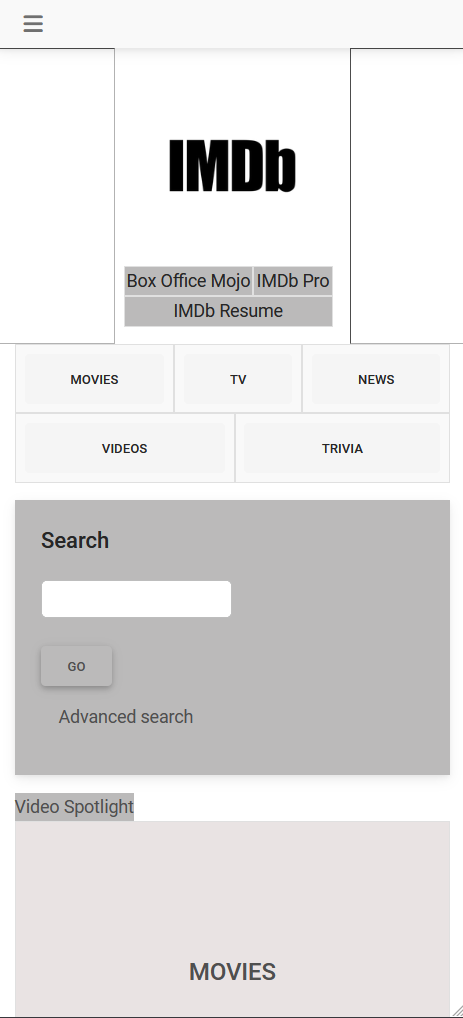 IMDb
Box Office Mojo IMDb Pro
IMDb Resume
MOVIES TV NEWS
VIDEOS TRIVIA
Search
GO
Advanced search
Video Spotlight
MOVIES